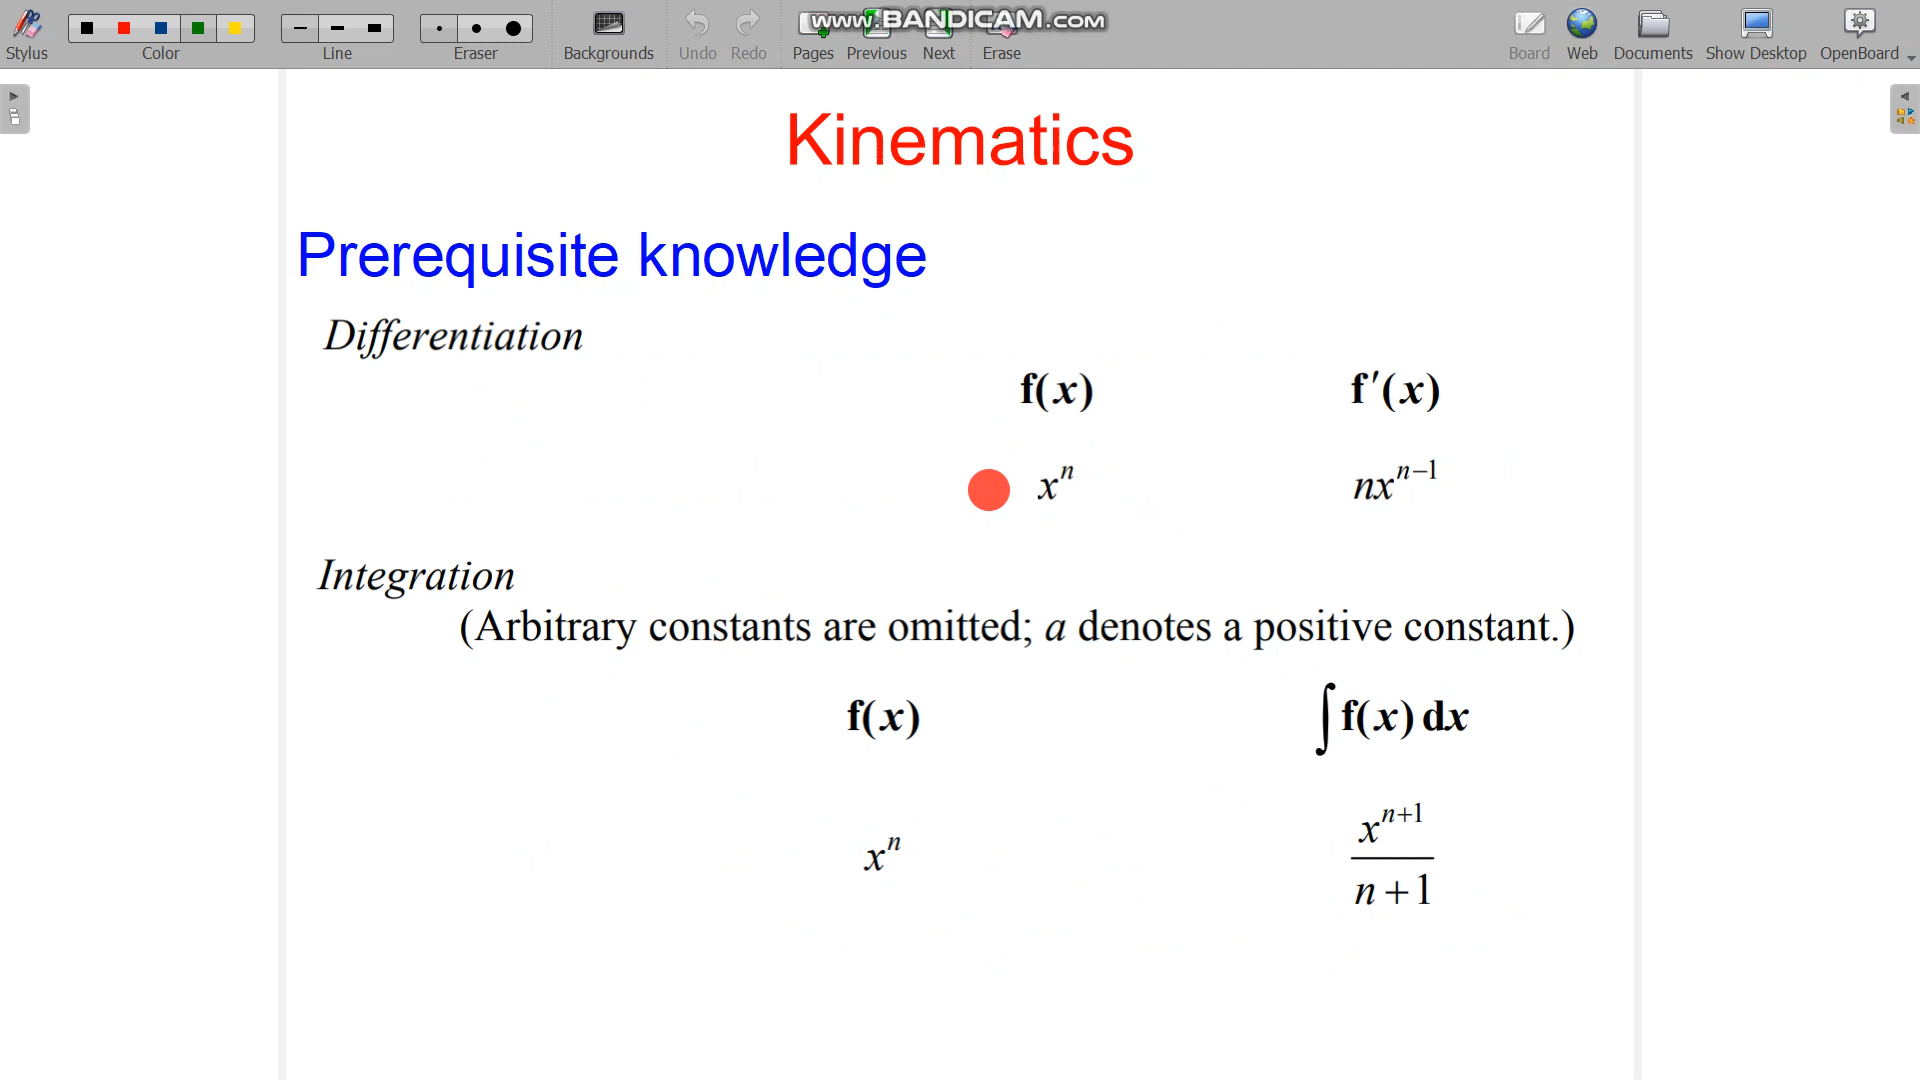 www.BANDICAM.com
Stylus
Color
Line
Eraser
Backgrounds
Undo
Redo
Pages
Previous
Next
Erase
Board
Web
Documents
Show Desktop
OpenBoard
Kinematics
Prerequisite knowledge
Differentiation
f(x) f′(x)
xⁿ nxⁿ⁻¹
Integration
(Arbitrary constants are omitted; a denotes a positive constant.)
f(x) ∫ f(x) dx
xⁿ xⁿ⁺¹
n + 1